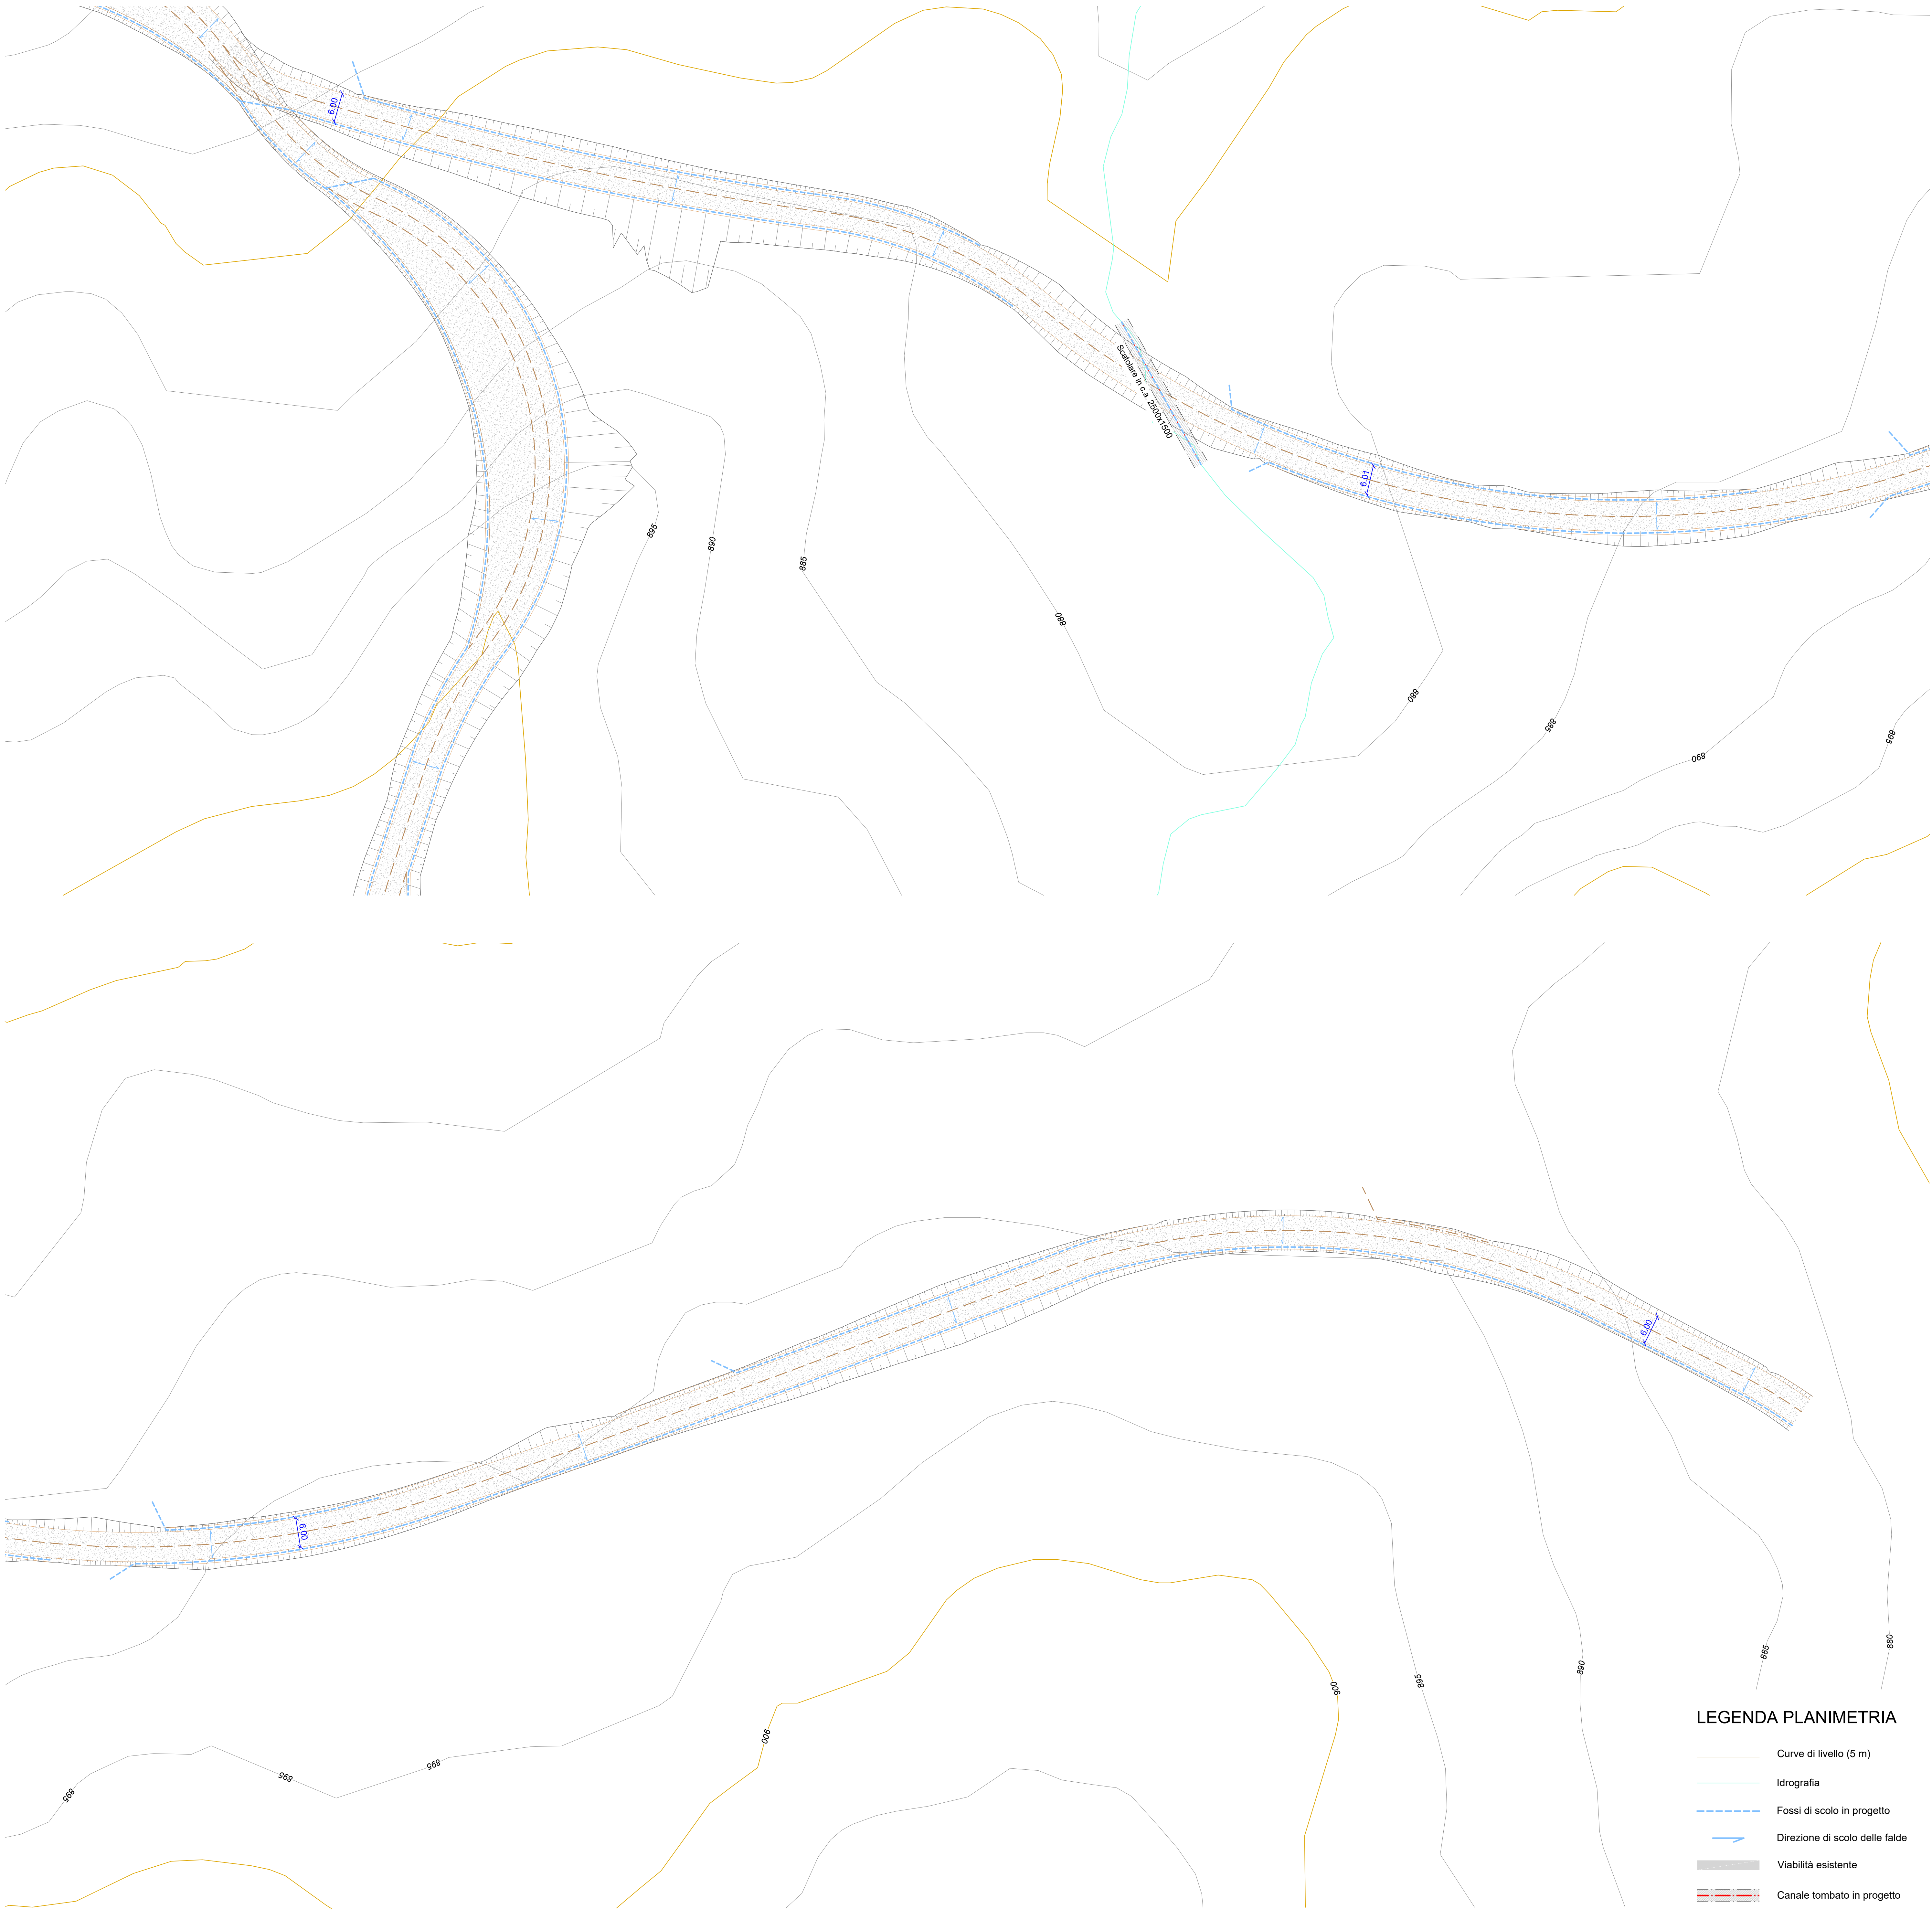 6.00
Scatolare in c.a. 2500x1500
6.01
895
890
885
880
880
885
890
895
6.00
6.00
895
895
895
900
900
895
890
885
880
LEGENDA PLANIMETRIA
Curve di livello (5 m)
Idrografia
Fossi di scolo in progetto
Direzione di scolo delle falde
Viabilità esistente
Canale tombato in progetto